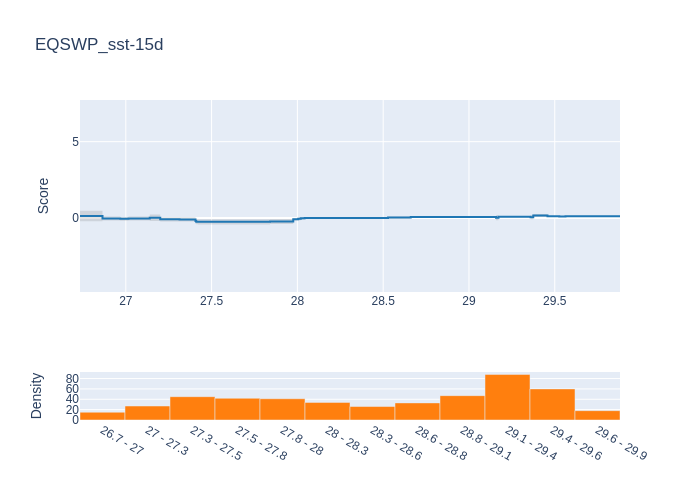 EQSWP_sst-15d
Score
5
0
27
27.5
28
28.5
29
29.5
Density
80
60
40
20
0
26.7 - 27
27 - 27.3
27.3 - 27.5
27.5 - 27.8
27.8 - 28
28 - 28.3
28.3 - 28.6
28.6 - 28.8
28.8 - 29.1
29.1 - 29.4
29.4 - 29.6
29.6 - 29.9